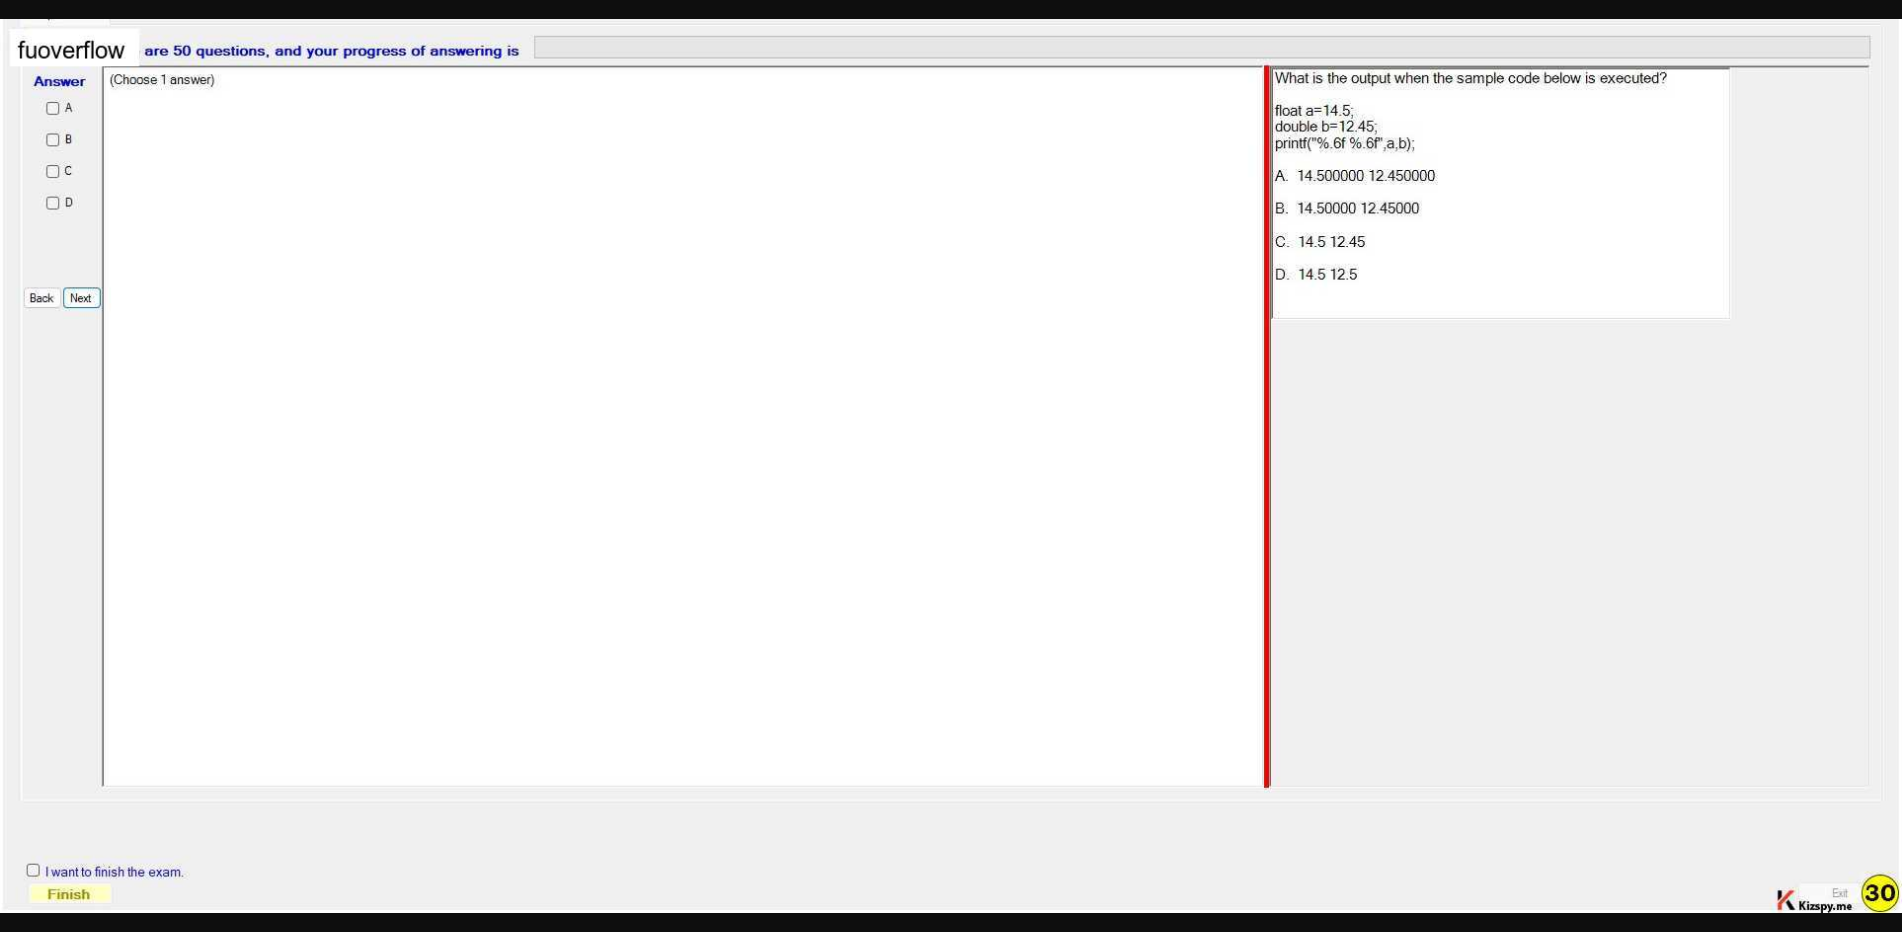 fuoverflow are 50 questions, and your progress of answering is
Answer
(Choose 1 answer)
A
B
C
D
Back Next
What is the output when the sample code below is executed?
float a=14.5;
double b=12.45;
printf("%.6f %.6f",a,b);
A. 14.500000 12.450000
B. 14.50000 12.45000
C. 14.5 12.45
D. 14.5 12.5
I want to finish the exam.
Finish
Exit
Kizspy.me
30